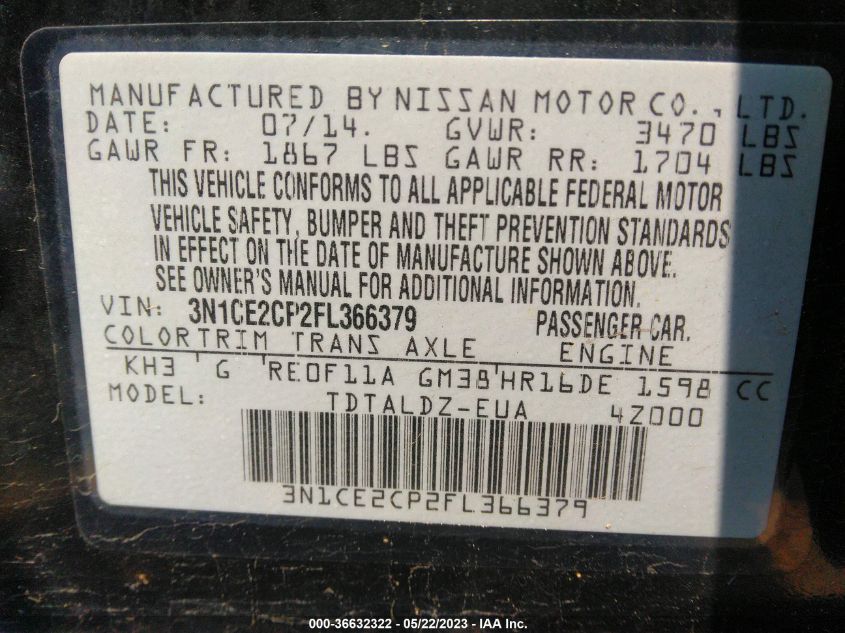 MANUFACTURED BY NISSAN MOTOR CO., LTD.
DATE: 07/14. GVWR: 3470 LBS
GAWR FR: 1867 LBS GAWR RR: 1704 LBS
THIS VEHICLE CONFORMS TO ALL APPLICABLE FEDERAL MOTOR
VEHICLE SAFETY, BUMPER AND THEFT PREVENTION STANDARDS
IN EFFECT ON THE DATE OF MANUFACTURE SHOWN ABOVE.
SEE OWNER'S MANUAL FOR ADDITIONAL INFORMATION.
VIN: 3N1CE2CP2FL366379 PASSENGER CAR.
COLOR TRIM TRANS AXLE ENGINE
KH3 ' G ' RE0F11A GM38 ' HR16DE 1598 CC
MODEL: TDTALDZ-EUA 4Z000
3N1CE2CP2FL366379
000-36632322 - 05/22/2023 - IAA Inc.